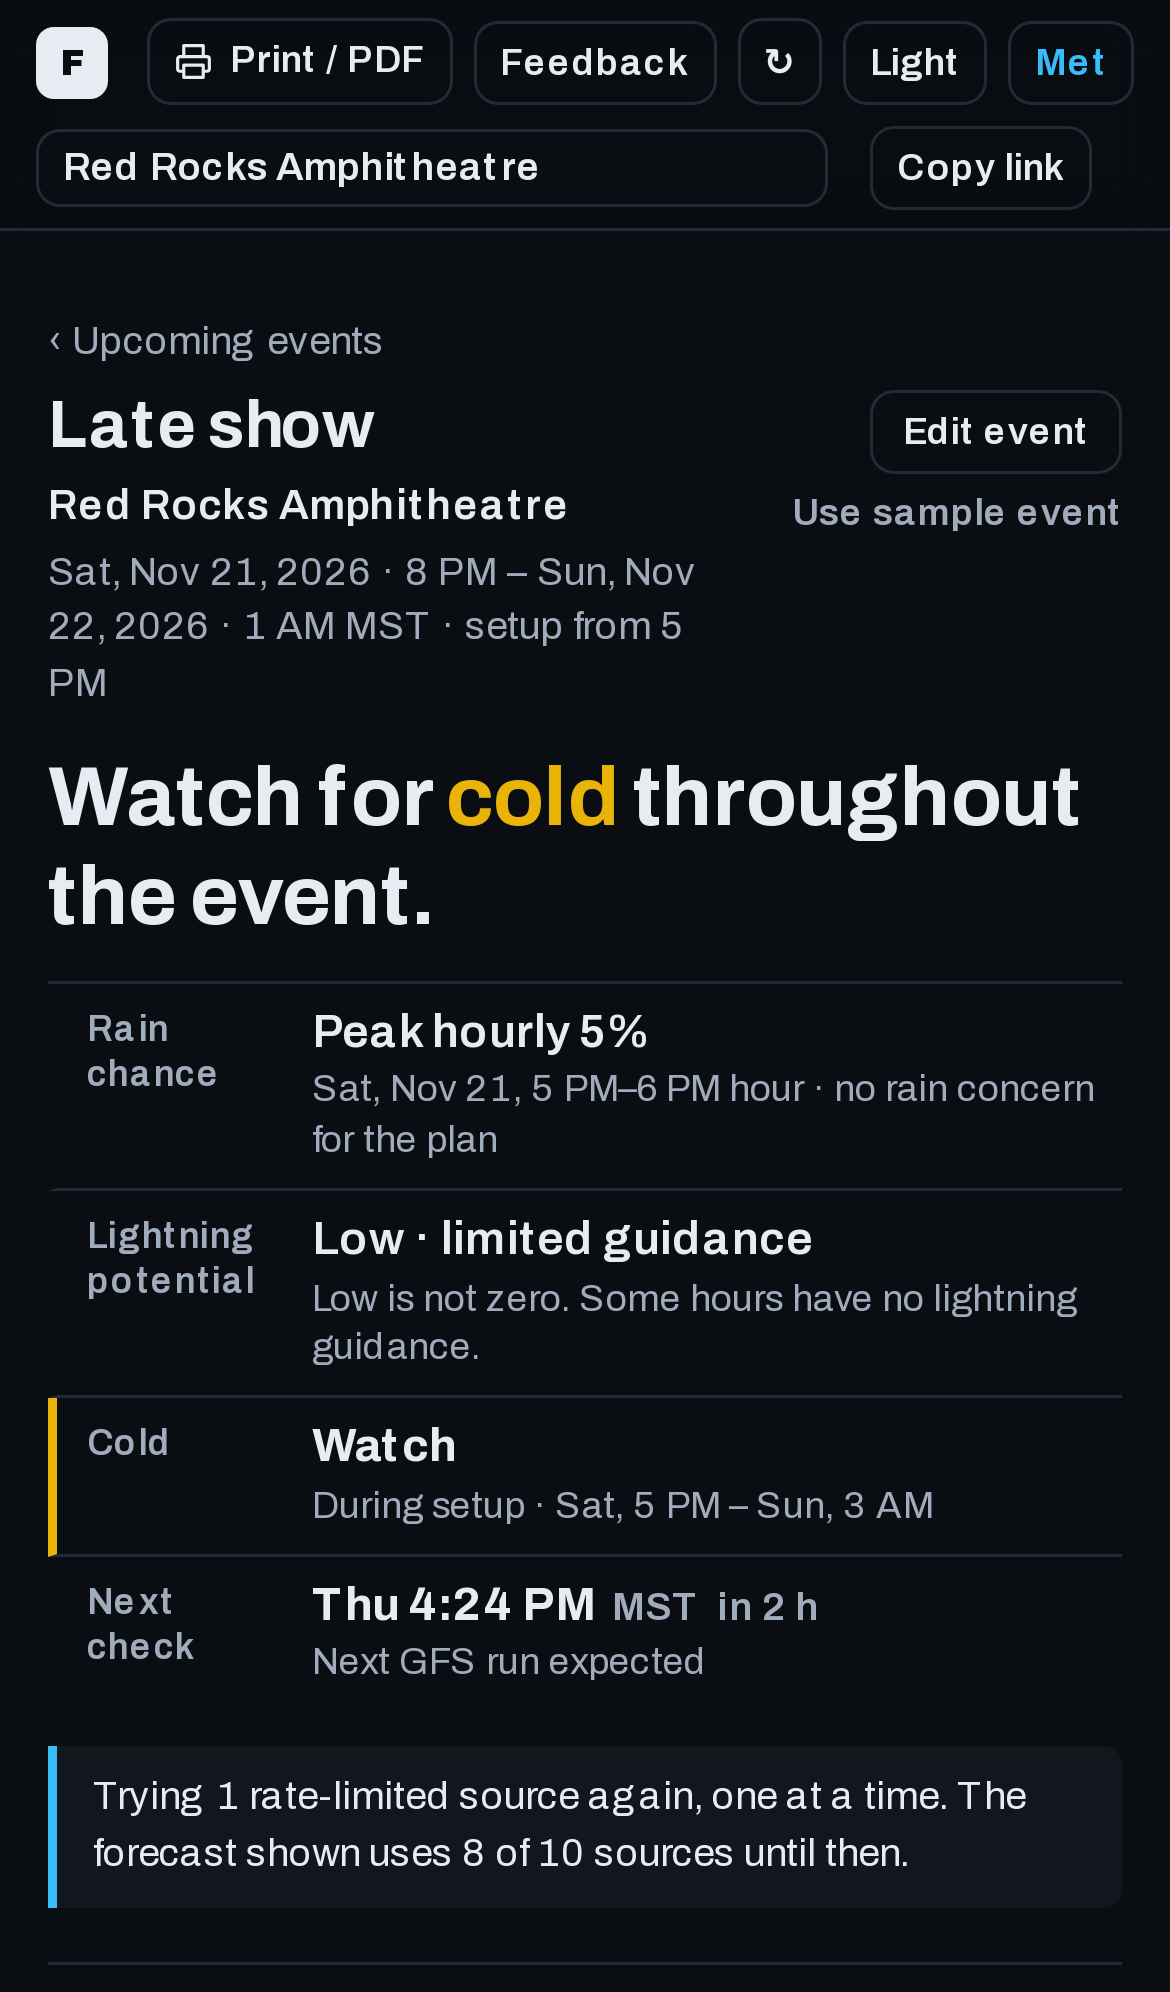 F
Print / PDF
Feedback
↻
Light
Met
Red Rocks Amphitheatre
Copy link
‹ Upcoming events
Late show
Edit event
Red Rocks Amphitheatre
Use sample event
Sat, Nov 21, 2026 · 8 PM – Sun, Nov
22, 2026 · 1 AM MST · setup from 5
PM
Watch for cold throughout
the event.
Rain
chance
Peak hourly 5%
Sat, Nov 21, 5 PM–6 PM hour · no rain concern
for the plan
Lightning
potential
Low · limited guidance
Low is not zero. Some hours have no lightning
guidance.
Cold
Watch
During setup · Sat, 5 PM – Sun, 3 AM
Next
check
Thu 4:24 PM MST in 2 h
Next GFS run expected
Trying 1 rate-limited source again, one at a time. The
forecast shown uses 8 of 10 sources until then.